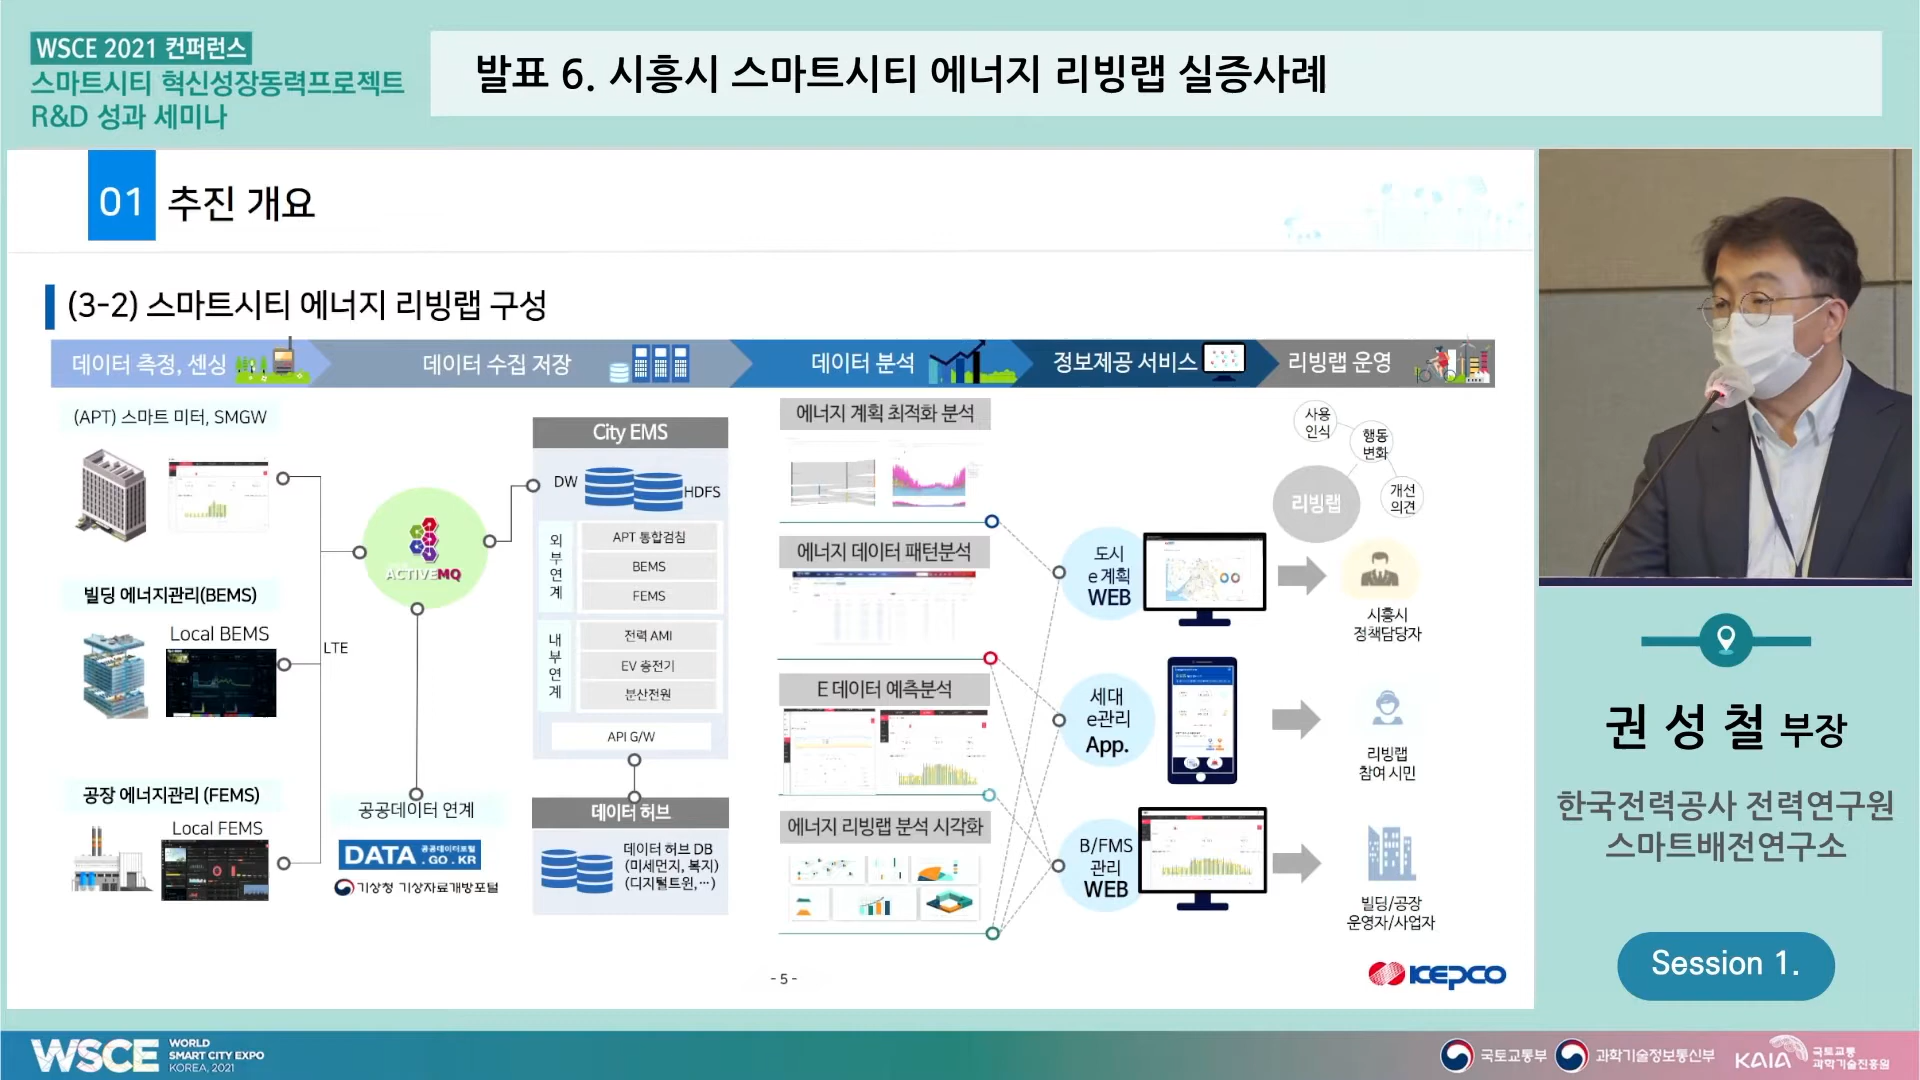 WSCE 2021 컨퍼런스
스마트시티 혁신성장동력프로젝트
R&D 성과 세미나
발표 6. 시흥시 스마트시티 에너지 리빙랩 실증사례
01 추진 개요
(3-2) 스마트시티 에너지 리빙랩 구성
데이터 측정, 센싱
데이터 수집 저장
데이터 분석
정보제공 서비스
리빙랩 운영
(APT) 스마트 미터, SMGW
빌딩 에너지관리(BEMS)
Local BEMS
공장 에너지관리 (FEMS)
Local FEMS
LTE
ACTIVEMQ
공공데이터 연계
DATA 공공데이터포털
.GO.KR
기상청 기상자료개방포털
City EMS
DW
HDFS
외부연계
APT 통합검침
BEMS
FEMS
내부연계
전력 AMI
EV 충전기
분산전원
API G/W
데이터 허브
데이터 허브 DB
(미세먼지, 복지)
(디지털트윈,…)
에너지 계획 최적화 분석
에너지 데이터 패턴분석
E 데이터 예측분석
에너지 리빙랩 분석 시각화
도시
e계획
WEB
세대
e관리
App.
B/FMS
관리
WEB
사용
인식
행동
변화
리빙랩
개선
의견
시흥시
정책담당자
리빙랩
참여 시민
빌딩/공장
운영자/사업자
- 5 -
KEPCO
권 성 철 부장
한국전력공사 전력연구원
스마트배전연구소
Session 1.
WSCE WORLD
SMART CITY EXPO
KOREA, 2021
국토교통부
과학기술정보통신부
KAIA 국토교통
과학기술진흥원